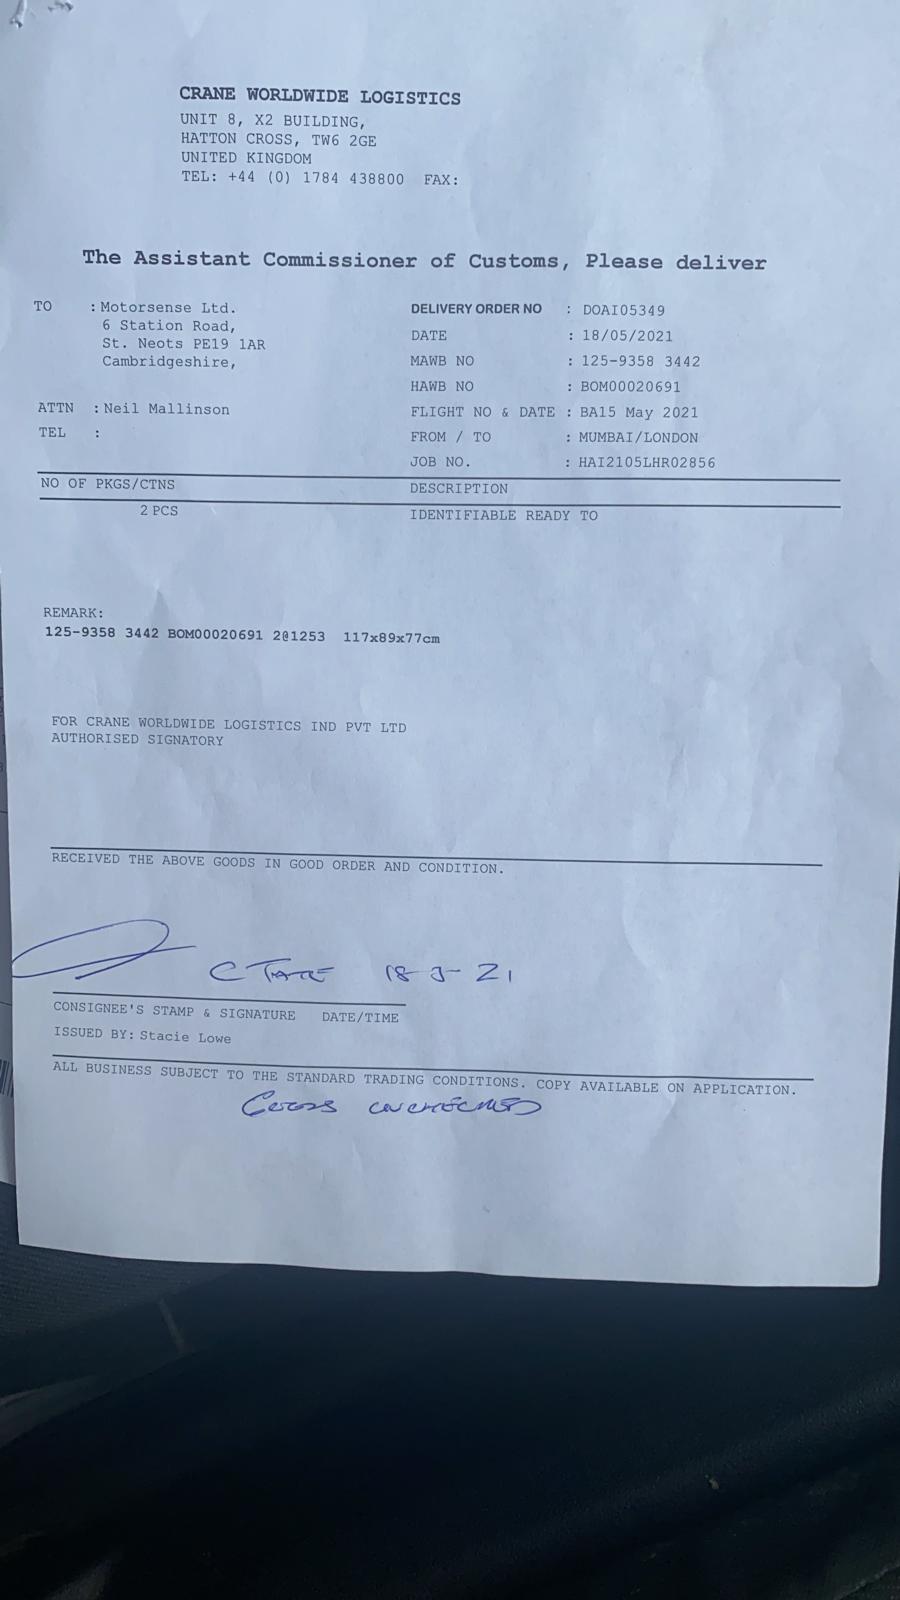 CRANE WORLDWIDE LOGISTICS
UNIT 8, X2 BUILDING,
HATTON CROSS, TW6 2GE
UNITED KINGDOM
TEL: +44 (0) 1784 438800 FAX:
The Assistant Commissioner of Customs, Please deliver
TO : Motorsense Ltd.
6 Station Road,
St. Neots PE19 1AR
Cambridgeshire,
ATTN : Neil Mallinson
TEL :
DELIVERY ORDER NO : DOAI05349
DATE : 18/05/2021
MAWB NO : 125-9358 3442
HAWB NO : BOM00020691
FLIGHT NO & DATE : BA15 May 2021
FROM / TO : MUMBAI/LONDON
JOB NO. : HAI2105LHR02856
NO OF PKGS/CTNS DESCRIPTION
2 PCS IDENTIFIABLE READY TO
REMARK:
125-9358 3442 BOM00020691 2@1253 117x89x77cm
FOR CRANE WORLDWIDE LOGISTICS IND PVT LTD
AUTHORISED SIGNATORY
RECEIVED THE ABOVE GOODS IN GOOD ORDER AND CONDITION.
C TATE 18-5-21
CONSIGNEE'S STAMP & SIGNATURE DATE/TIME
ISSUED BY: Stacie Lowe
ALL BUSINESS SUBJECT TO THE STANDARD TRADING CONDITIONS. COPY AVAILABLE ON APPLICATION.
GOODS UNCHECKED